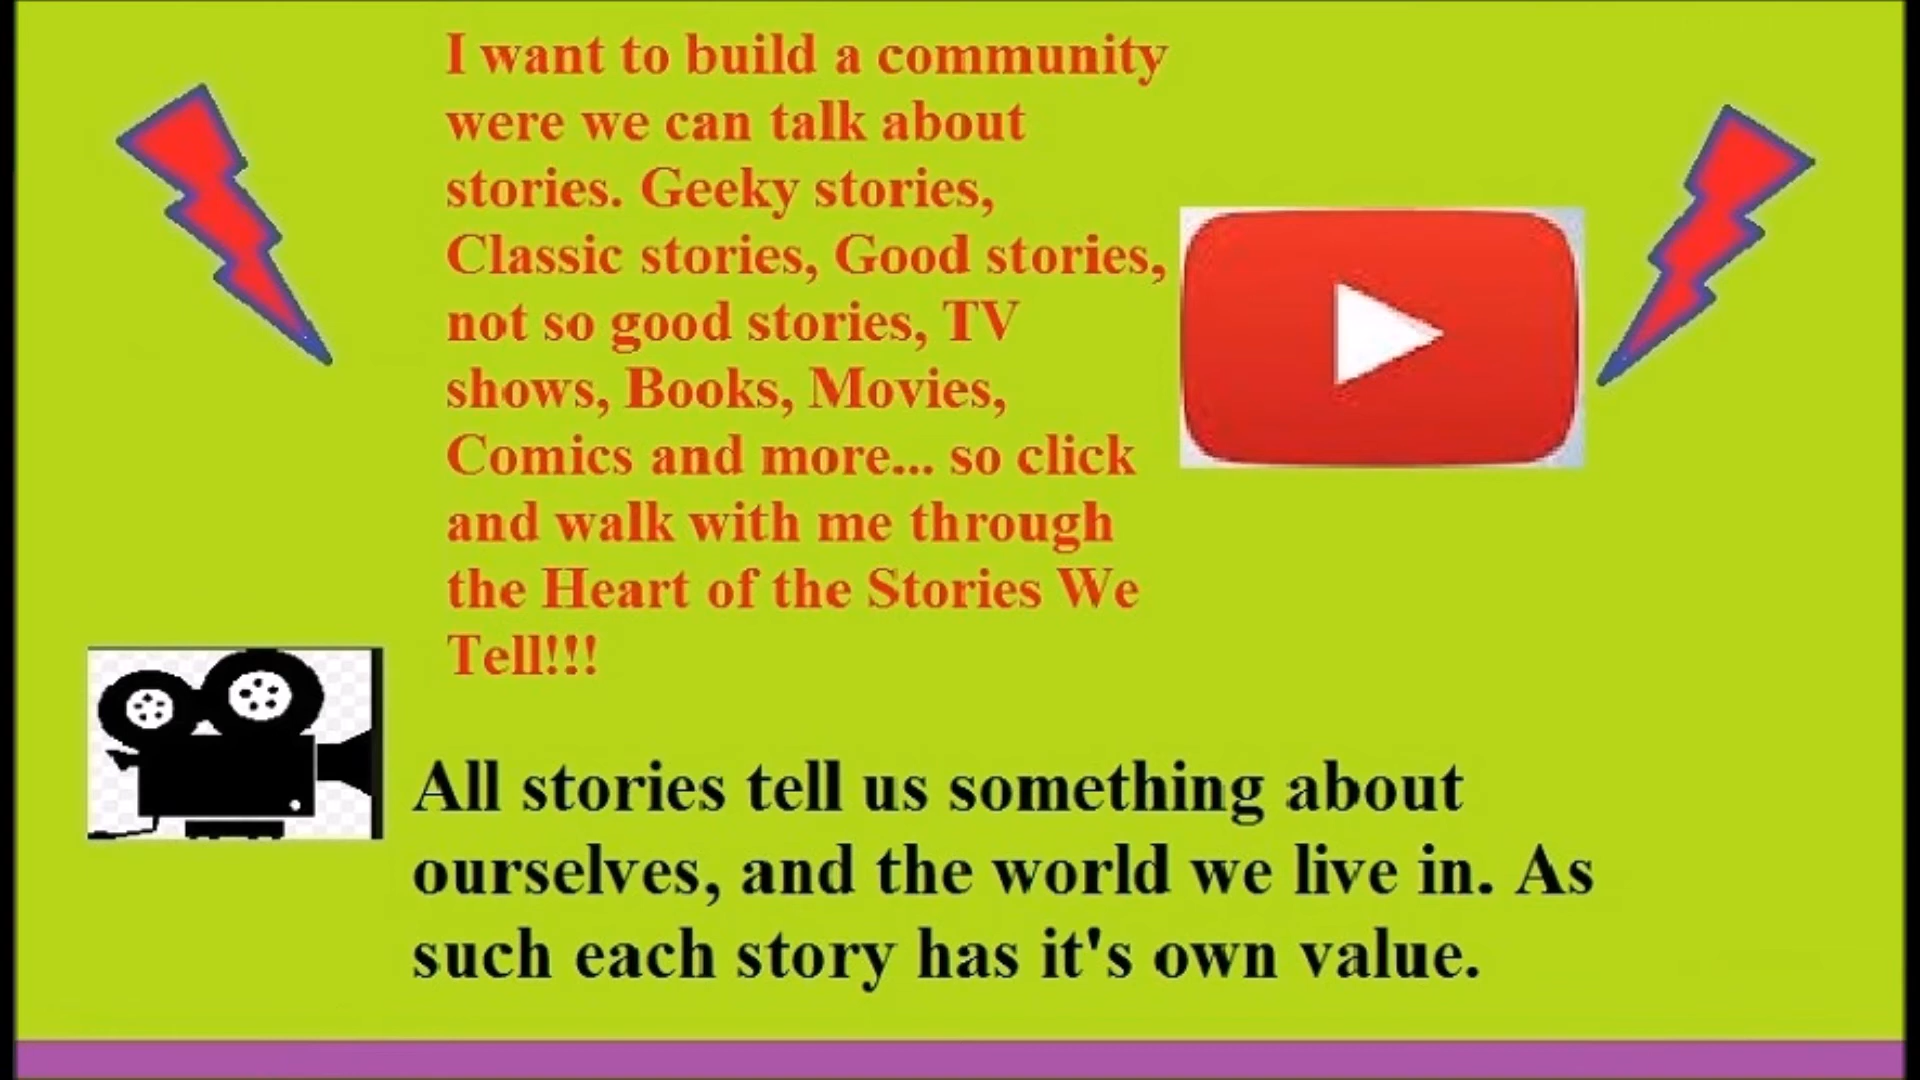 I want to build a community
were we can talk about
stories. Geeky stories,
Classic stories, Good stories,
not so good stories, TV
shows, Books, Movies,
Comics and more... so click
and walk with me through
the Heart of the Stories We
Tell!!!
All stories tell us something about
ourselves, and the world we live in. As
such each story has it's own value.